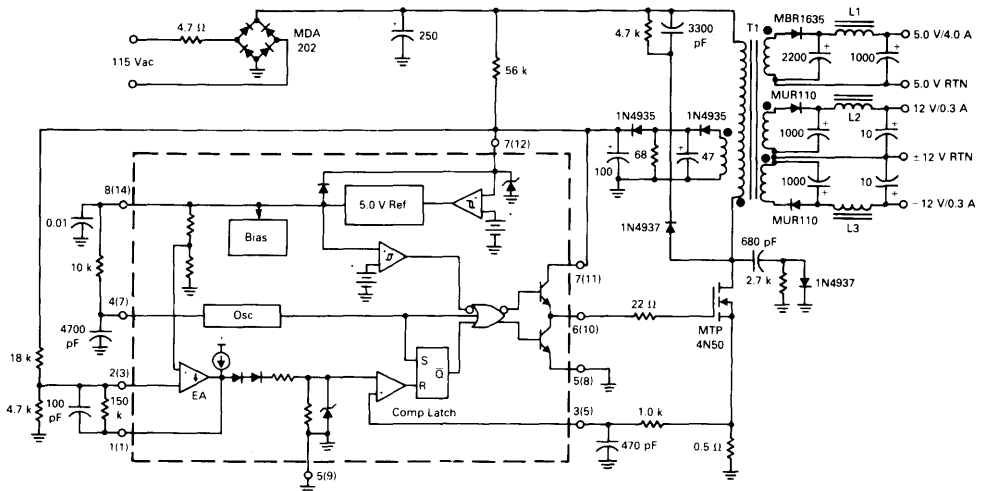 4.7 Ω
MDA
202
115 Vac
+
250
56 k
4.7 k
3300
pF
T1
MBR1635
L1
+
2200
+
1000
5.0 V/4.0 A
5.0 V RTN
MUR110
L2
12 V/0.3 A
+
1000
+
10
± 12 V RTN
1000
+
10
+
MUR110
L3
– 12 V/0.3 A
1N4935
1N4935
+
100
68
+
47
7(12)
8(14)
0.01
5.0 V Ref
Bias
10 k
1N4937
680 pF
2.7 k
1N4937
7(11)
4(7)
Osc
4700
pF
22 Ω
6(10)
MTP
4N50
18 k
S
Q
R
5(8)
2(3)
EA
Comp Latch
4.7 k
100
pF
150
k
1(1)
3(5)
1.0 k
470 pF
0.5 Ω
5(9)